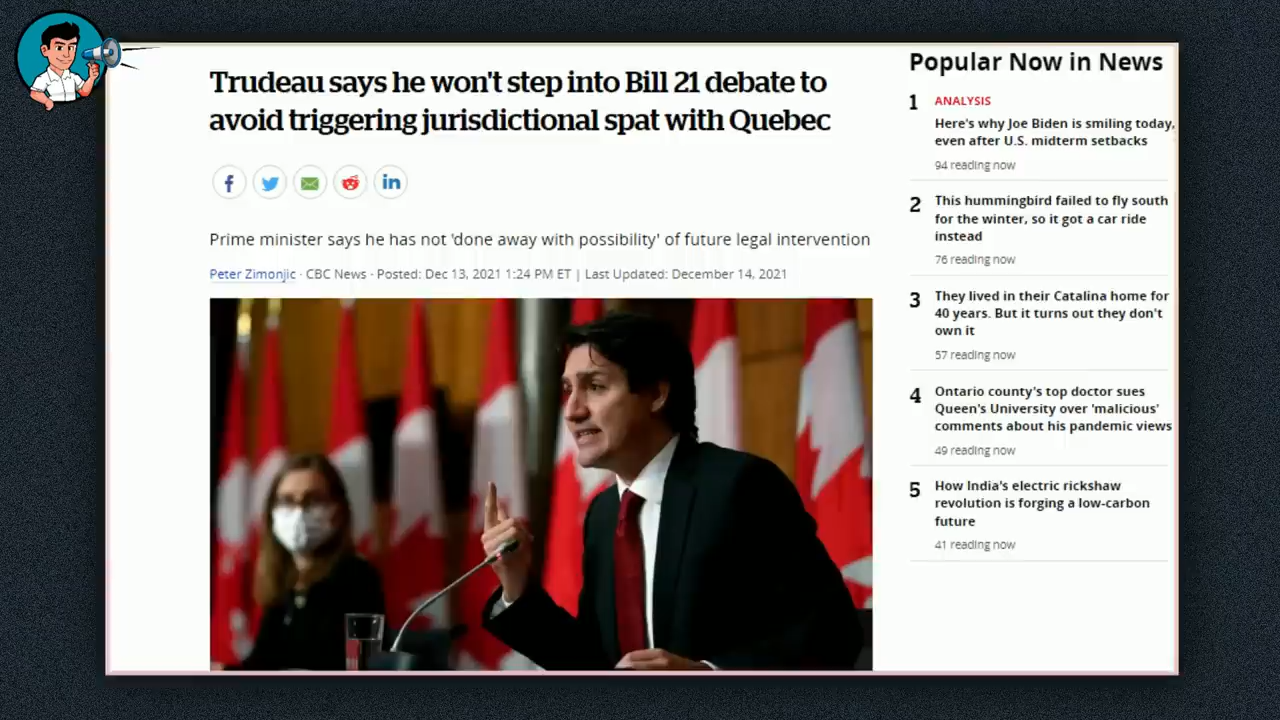 Trudeau says he won't step into Bill 21 debate to
avoid triggering jurisdictional spat with Quebec
Prime minister says he has not 'done away with possibility' of future legal intervention
Peter Zimonjic · CBC News · Posted: Dec 13, 2021 1:24 PM ET | Last Updated: December 14, 2021
Popular Now in News
1
ANALYSIS
Here's why Joe Biden is smiling today,
even after U.S. midterm setbacks
94 reading now
2
This hummingbird failed to fly south
for the winter, so it got a car ride
instead
76 reading now
3
They lived in their Catalina home for
40 years. But it turns out they don't
own it
57 reading now
4
Ontario county's top doctor sues
Queen's University over 'malicious'
comments about his pandemic views
49 reading now
5
How India's electric rickshaw
revolution is forging a low-carbon
future
41 reading now